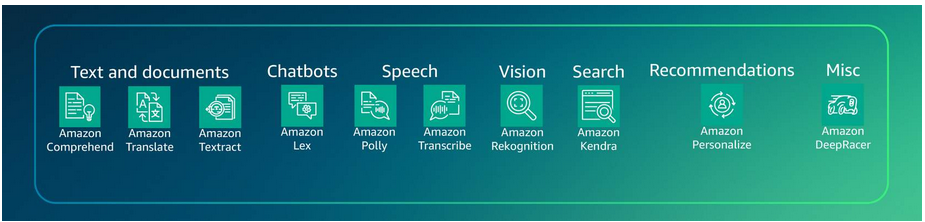 Text and documents
Chatbots
Speech
Vision
Search
Recommendations
Misc
Amazon
Comprehend
Amazon
Translate
Amazon
Textract
Amazon
Lex
Amazon
Polly
Amazon
Transcribe
Amazon
Rekognition
Amazon
Kendra
Amazon
Personalize
Amazon
DeepRacer